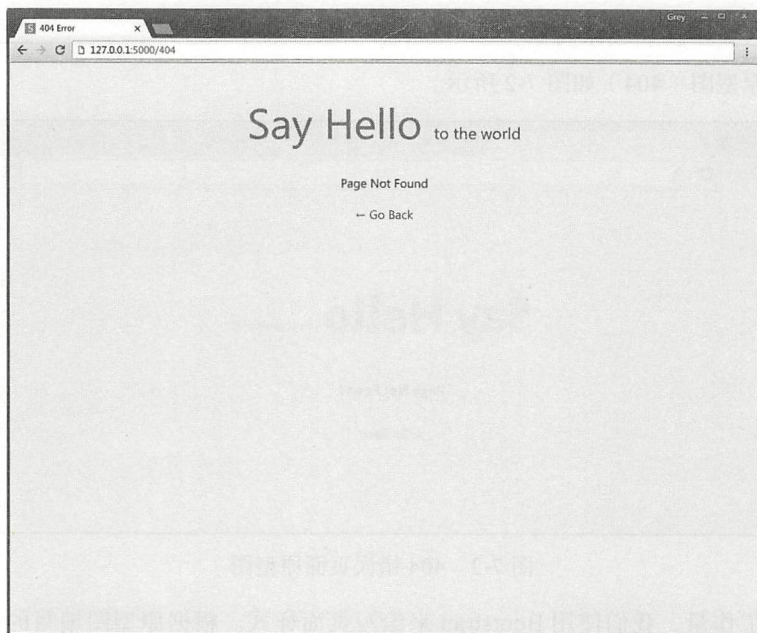 Grey
404 Error
127.0.0.1:5000/404
Say Hello to the world
Page Not Found
← Go Back